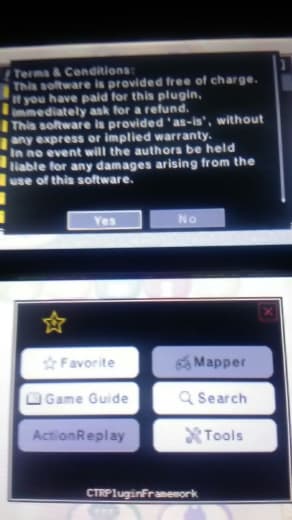 Terms & Conditions:
This software is provided free of charge.
If you have paid for this plugin,
immediately ask for a refund.
This software is provided 'as-is', without
any express or implied warranty.
In no event will the authors be held
liable for any damages arising from the
use of this software.
Yes No
Favorite Mapper
Game Guide Search
ActionReplay Tools
CTRPluginFramework